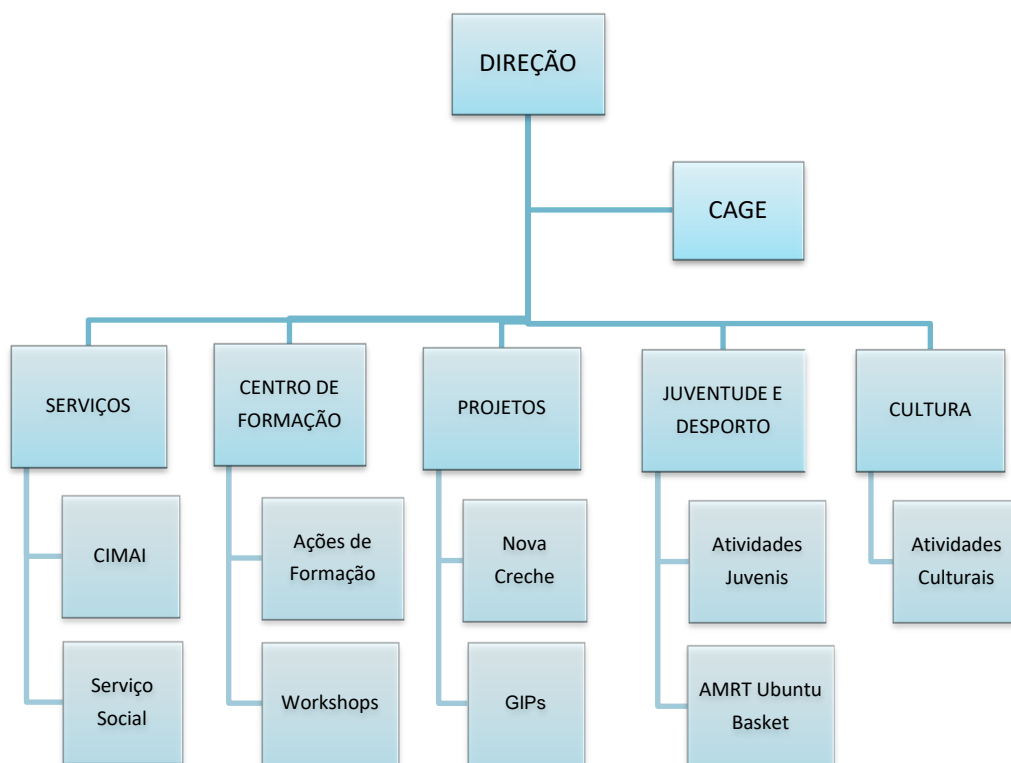 DIREÇÃO
CAGE
SERVIÇOS
CENTRO DE
FORMAÇÃO
PROJETOS
JUVENTUDE E
DESPORTO
CULTURA
CIMAI
Ações de
Formação
Nova
Creche
Atividades
Juvenis
Atividades
Culturais
Serviço
Social
Workshops
GIPs
AMRT Ubuntu
Basket